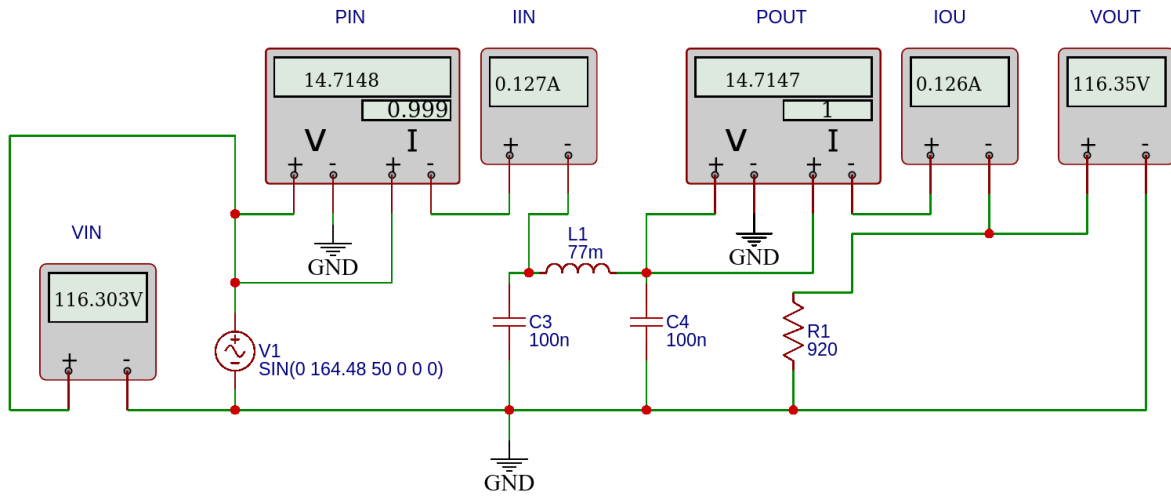 PIN
IIN
POUT
IOU
VOUT
14.7148
0.999
V I
+ - + -
0.127A
+ -
14.7147
1
V I
+ - + -
0.126A
+ -
116.35V
+ -
GND
GND
VIN
116.303V
+ -
L1
77m
V1
SIN(0 164.48 50 0 0 0)
C3
100n
C4
100n
R1
920
GND